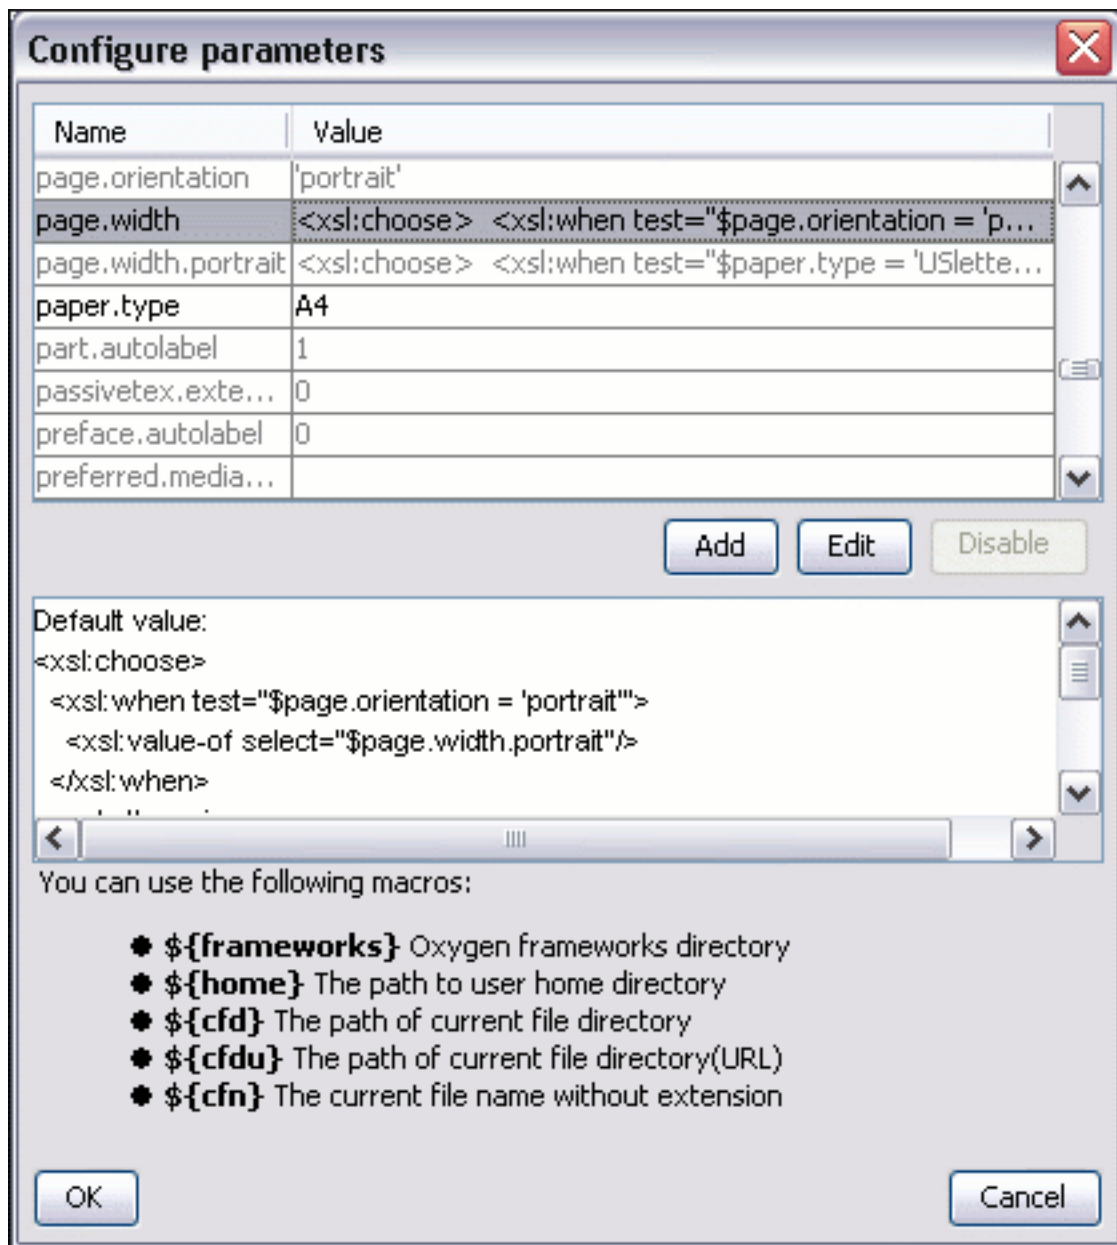 Configure parameters
Name Value
page.orientation 'portrait'
page.width <xsl:choose> <xsl:when test="$page.orientation = 'p...
page.width.portrait <xsl:choose> <xsl:when test="$paper.type = 'USlette...
paper.type A4
part.autolabel 1
passivetex.exte... 0
preface.autolabel 0
preferred.media...
Add Edit Disable
Default value:
<xsl:choose>
<xsl:when test="$page.orientation = 'portrait'">
<xsl:value-of select="$page.width.portrait"/>
</xsl:when>
You can use the following macros:
${frameworks} Oxygen frameworks directory
${home} The path to user home directory
${cfd} The path of current file directory
${cfdu} The path of current file directory(URL)
${cfn} The current file name without extension
OK Cancel